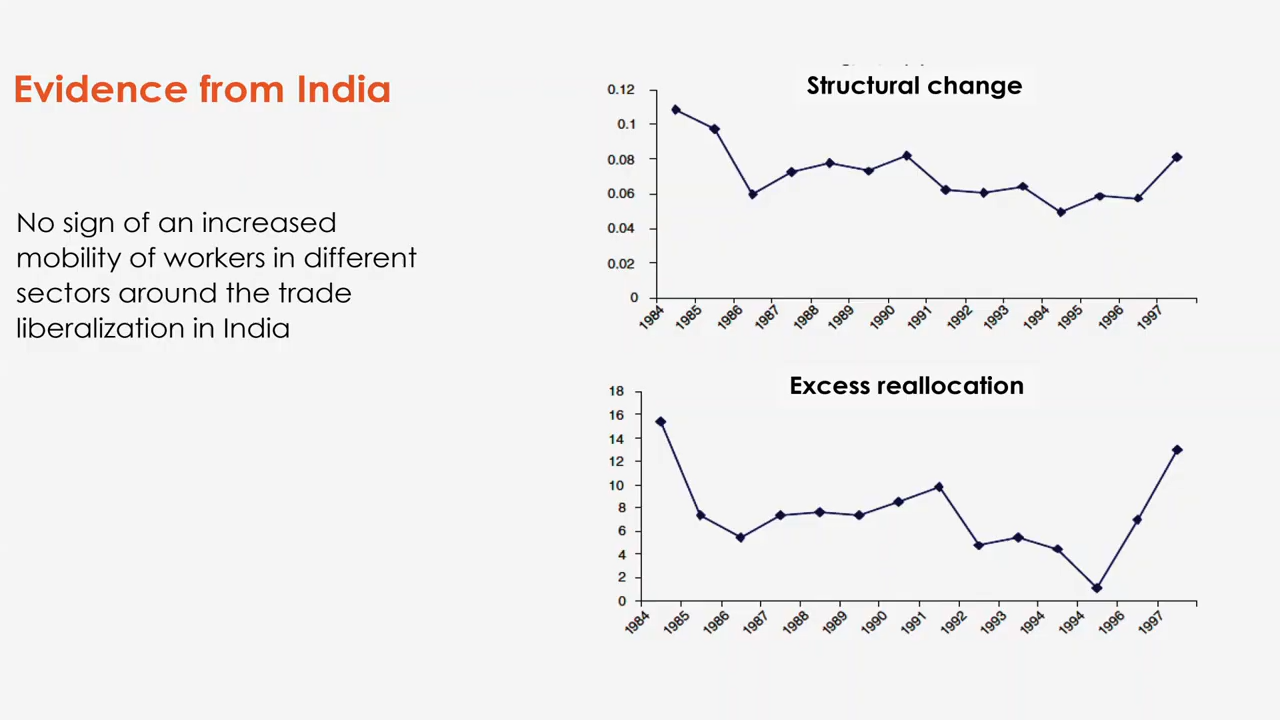 Evidence from India
No sign of an increased
mobility of workers in different
sectors around the trade
liberalization in India
Structural change
0.12
0.1
0.08
0.06
0.04
0.02
0
1984 1985 1986 1987 1988 1989 1990 1991 1992 1993 1994 1995 1996 1997
Excess reallocation
18
16
14
12
10
8
6
4
2
0
1984 1985 1986 1987 1988 1989 1990 1991 1992 1993 1994 1994 1996 1997